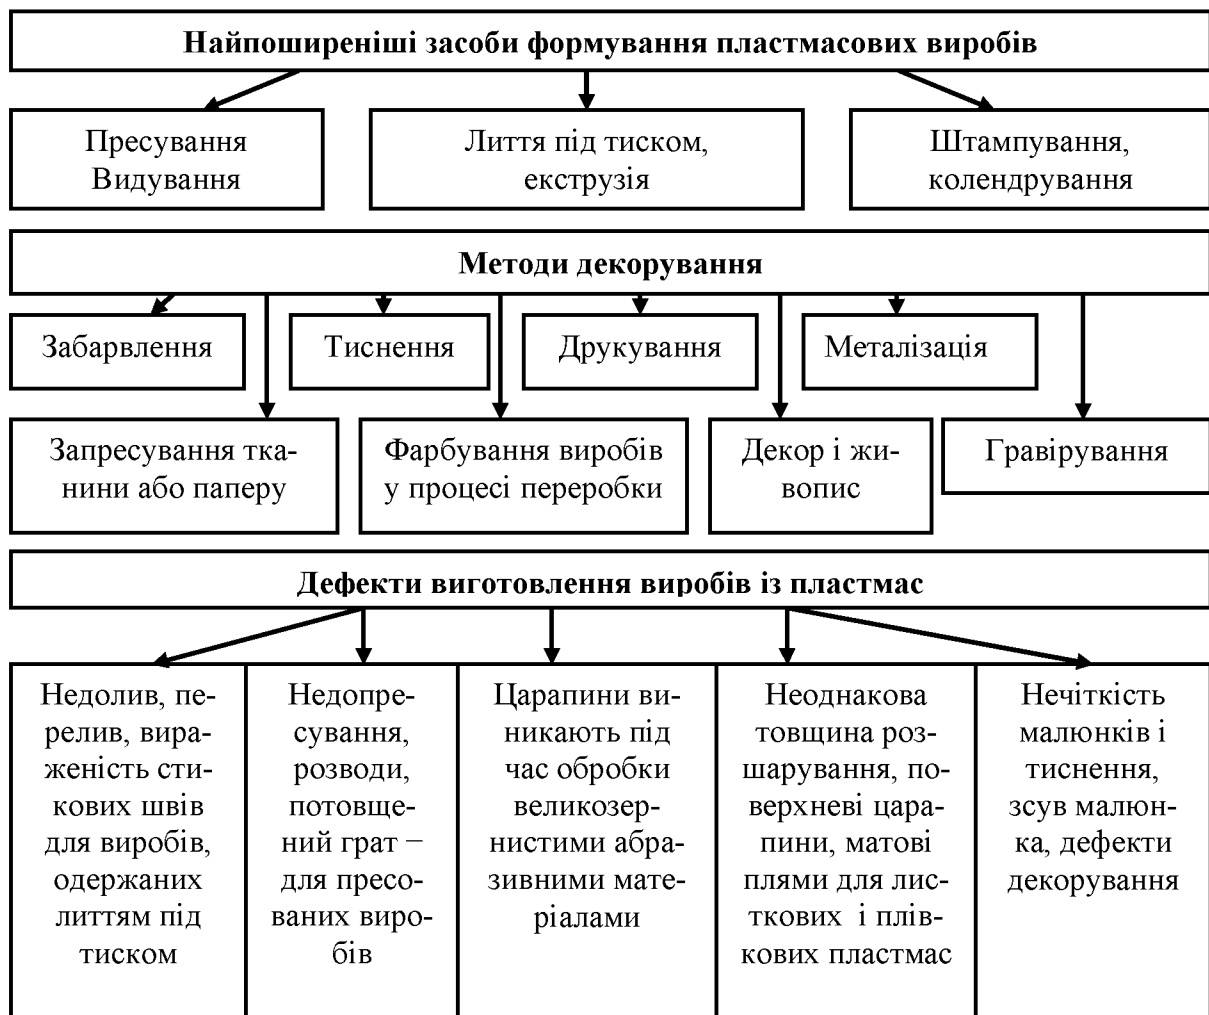 Найпоширеніші засоби формування пластмасових виробів
Пресування
Видування
Лиття під тиском,
екструзія
Штампування,
колендрування
Методи декорування
Забарвлення
Тиснення
Друкування
Металізація
Запресування тка-
нини або паперу
Фарбування виробів
у процесі переробки
Декор і жи-
вопис
Гравірування
Дефекти виготовлення виробів із пластмас
Недолив, пе-
релив, вира-
женість сти-
кових швів
для виробів,
одержаних
литтям під
тиском
Недопре-
сування,
розводи,
потовще-
ний грат −
для пресо-
ваних виро-
бів
Царапини ви-
никають під
час обробки
великозер-
нистими абра-
зивними мате-
ріалами
Неоднакова
товщина роз-
шарування, по-
верхневі цара-
пини, матові
плями для лис-
ткових і плів-
кових пластмас
Нечіткість
малюнків і
тиснення,
зсув малюн-
ка, дефекти
декорування